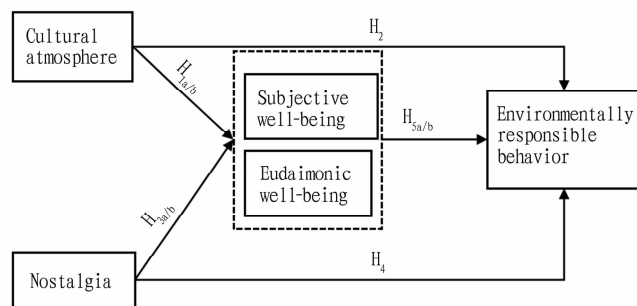 Cultural
atmosphere
H2
H1a/b
Subjective
well-being
Eudaimonic
well-being
H5a/b
Environmentally
responsible
behavior
H3a/b
Nostalgia
H4